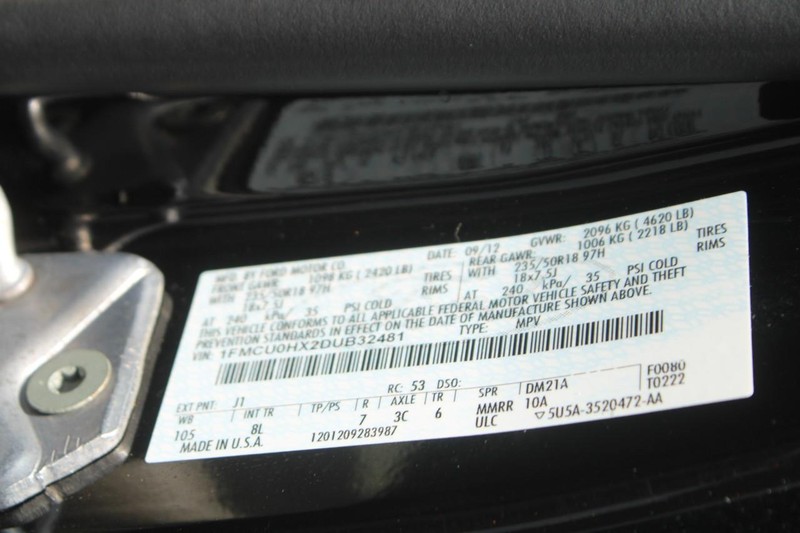 MFD. BY FORD MOTOR CO. DATE: 09/12 GVWR: 2096 KG ( 4620 LB)
FRONT GAWR: 1098 KG ( 2420 LB) REAR GAWR: 1006 KG ( 2218 LB)
WITH 235/50R18 97H TIRES WITH 235/50R18 97H TIRES
18x7.5J RIMS 18x7.5J RIMS
AT 240 kPa/ 35 PSI COLD AT 240 kPa/ 35 PSI COLD
THIS VEHICLE CONFORMS TO ALL APPLICABLE FEDERAL MOTOR VEHICLE SAFETY AND THEFT
PREVENTION STANDARDS IN EFFECT ON THE DATE OF MANUFACTURE SHOWN ABOVE.
VIN: 1FMCU0HX2DUB32481 TYPE: MPV
EXT PNT: J1 RC: 53 DSO: F0080
WB INT TR TP/PS R AXLE TR SPR DM21A T0222
105 8L 7 3C 6 MMRR 10A
MADE IN U.S.A. 1201209283987 ULC ▽5U5A-3520472-AA